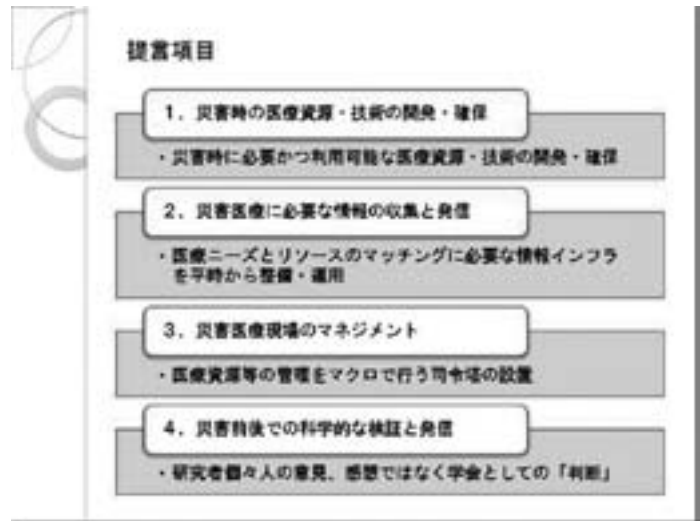 提言項目
1．災害時の医療資源・技術の開発・確保
・災害時に必要かつ利用可能な医療資源・技術の開発・確保
2．災害医療に必要な情報の収集と発信
・医療ニーズとリソースのマッチングに必要な情報インフラ
を平時から整備・運用
3．災害医療現場のマネジメント
・医療資源等の管理をマクロで行う司令塔の設置
4．災害前後での科学的な検証と発信
・研究者個々人の意見、感想ではなく学会としての「判断」